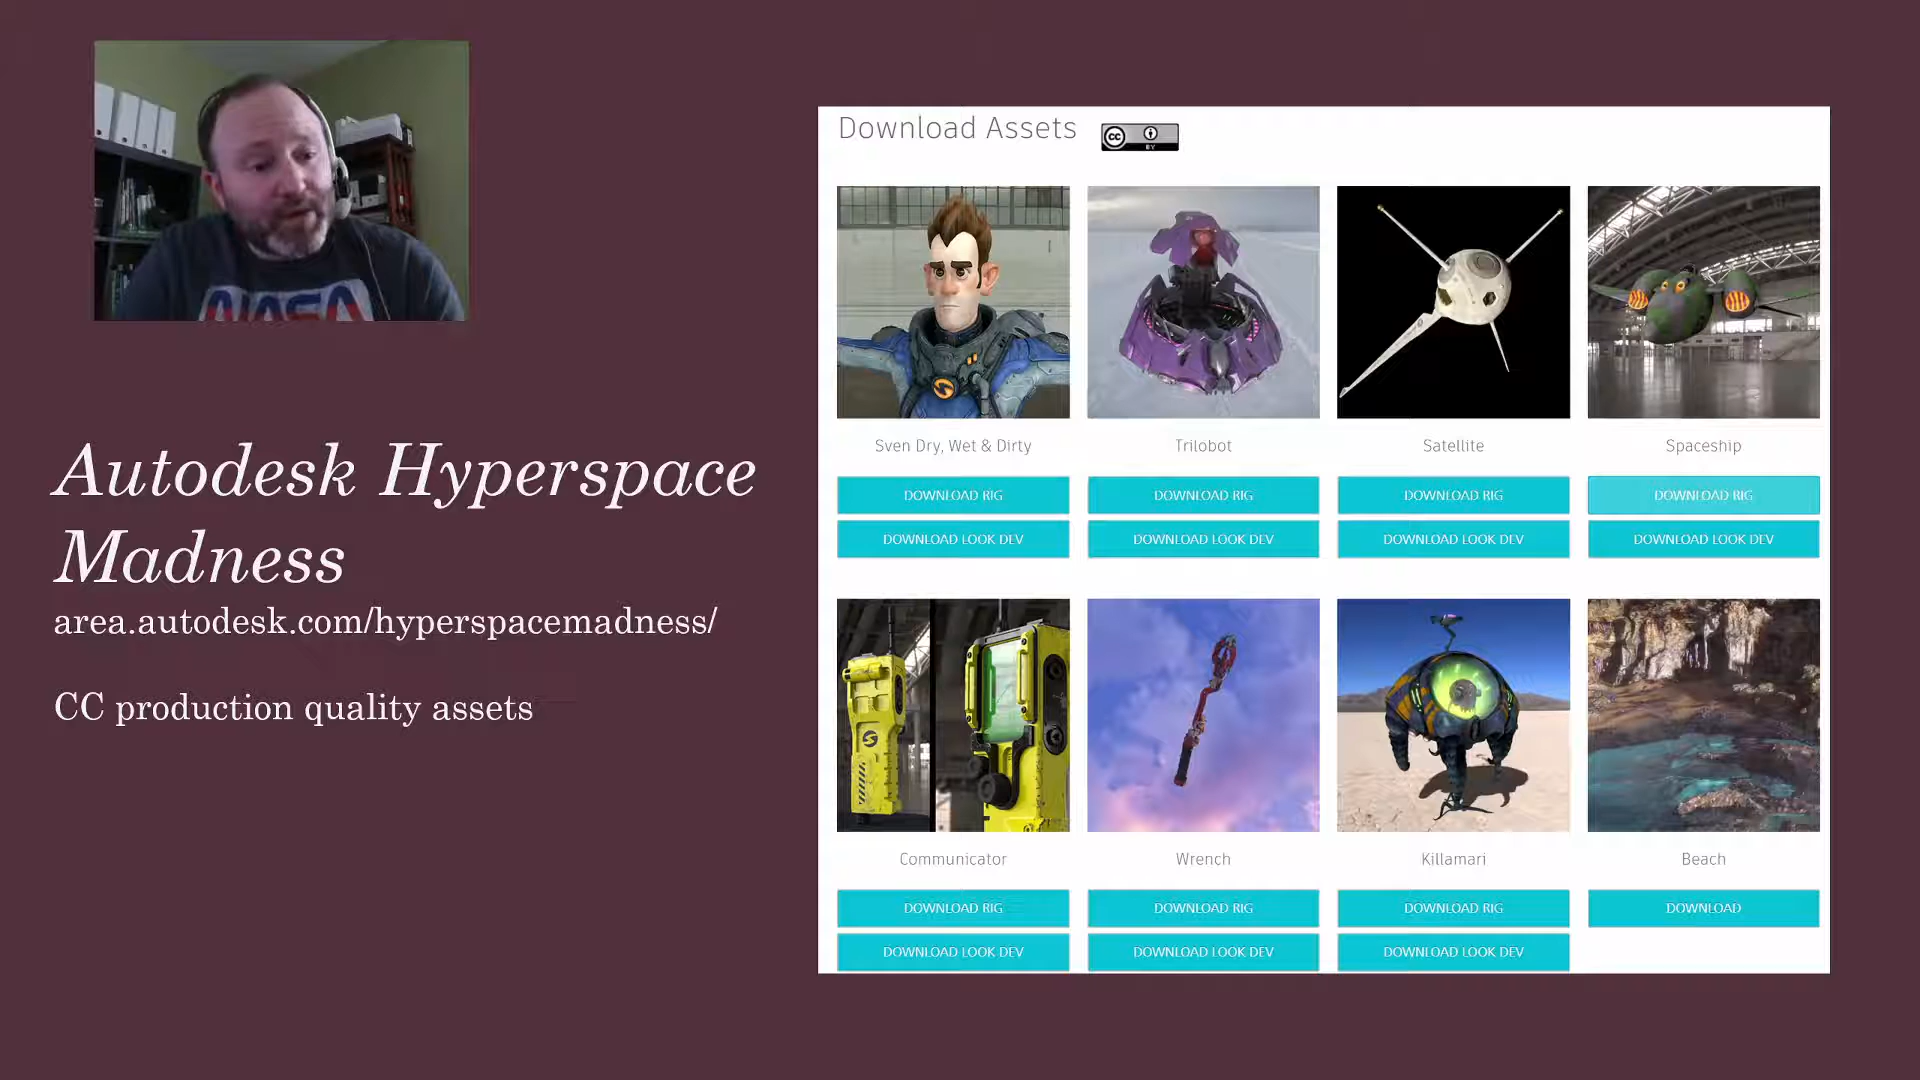 NASA
Autodesk Hyperspace
Madness
area.autodesk.com/hyperspacemadness/
CC production quality assets
Download Assets
CC BY
Sven Dry, Wet & Dirty
Trilobot
Satellite
Spaceship
DOWNLOAD RIG
DOWNLOAD RIG
DOWNLOAD RIG
DOWNLOAD RIG
DOWNLOAD LOOK DEV
DOWNLOAD LOOK DEV
DOWNLOAD LOOK DEV
DOWNLOAD LOOK DEV
Communicator
Wrench
Killamari
Beach
DOWNLOAD RIG
DOWNLOAD RIG
DOWNLOAD RIG
DOWNLOAD
DOWNLOAD LOOK DEV
DOWNLOAD LOOK DEV
DOWNLOAD LOOK DEV